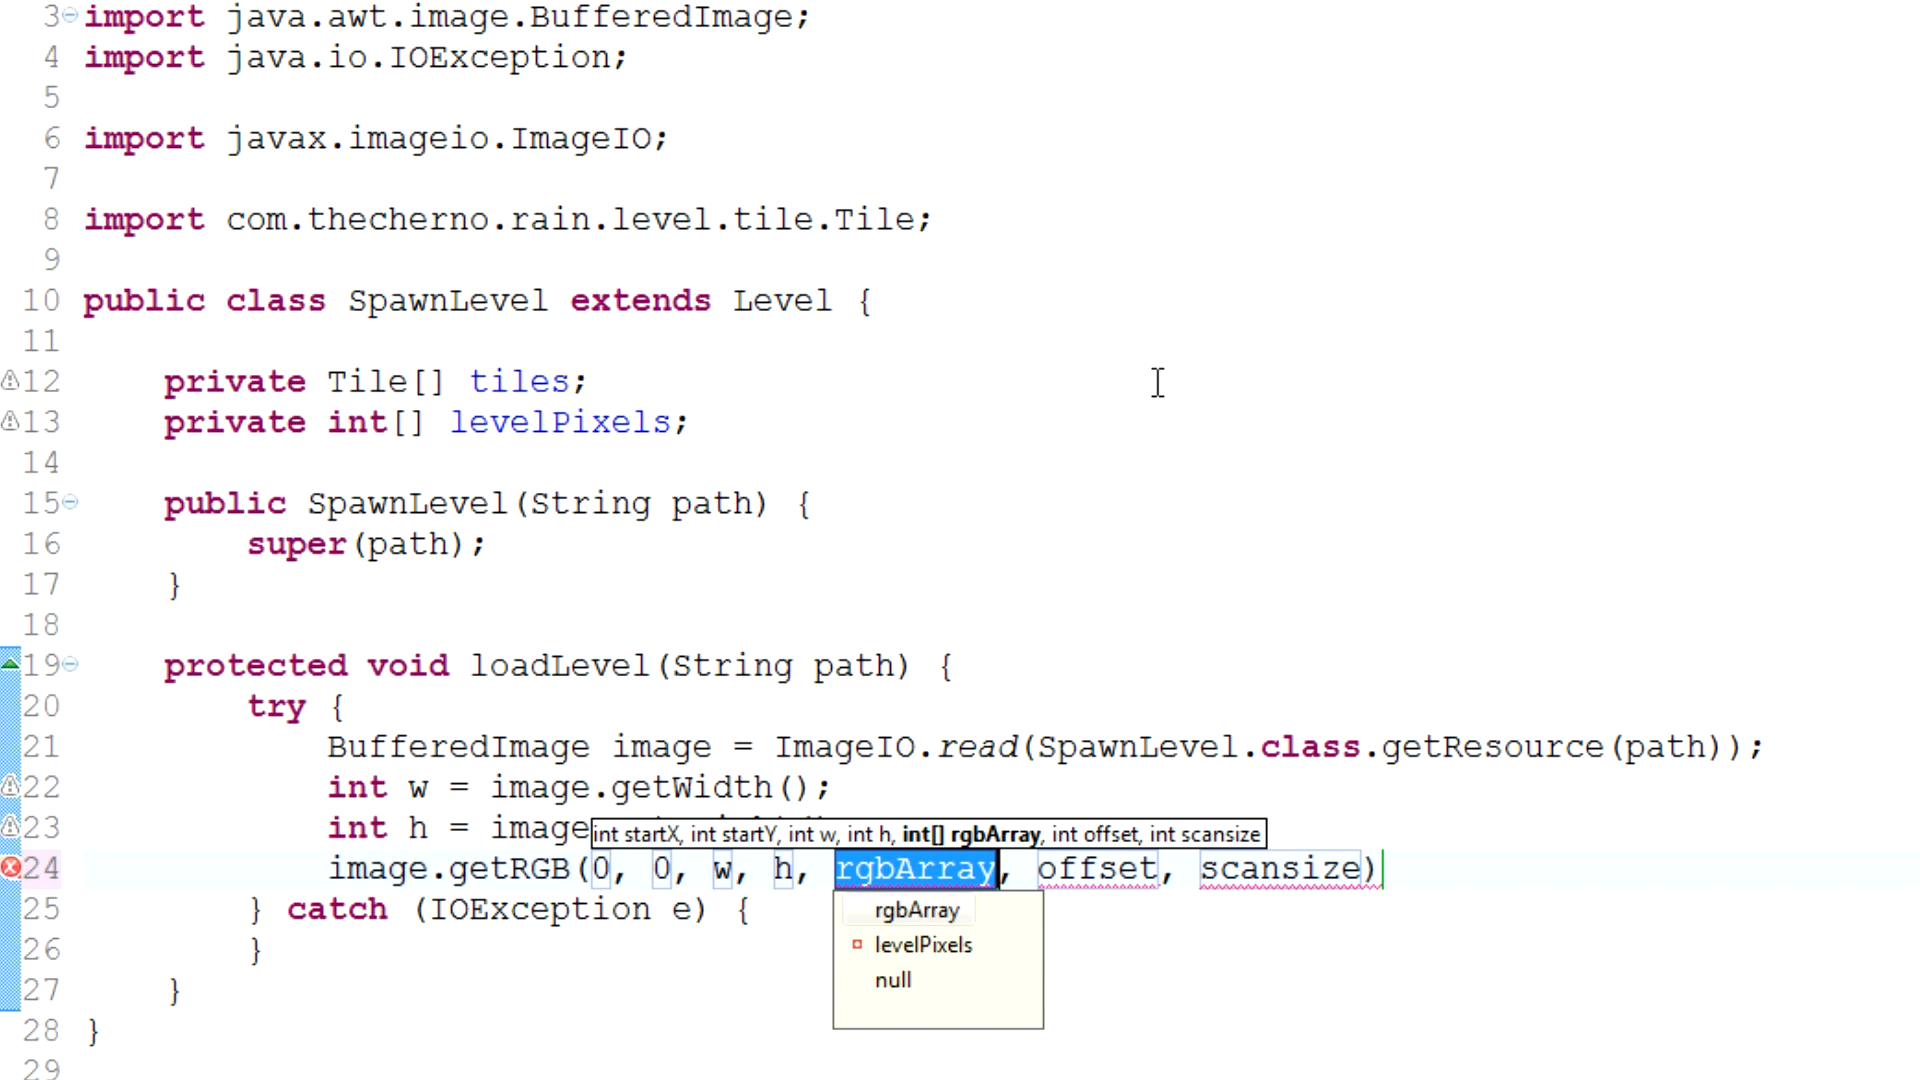 3 import java.awt.image.BufferedImage;
4 import java.io.IOException;
5
6 import javax.imageio.ImageIO;
7
8 import com.thecherno.rain.level.tile.Tile;
9
10 public class SpawnLevel extends Level {
11
12 private Tile[] tiles;
13 private int[] levelPixels;
14
15 public SpawnLevel(String path) {
16 super(path);
17 }
18
19 protected void loadLevel(String path) {
20 try {
21 BufferedImage image = ImageIO.read(SpawnLevel.class.getResource(path));
22 int w = image.getWidth();
23 int h = image
int startX, int startY, int w, int h, int[] rgbArray, int offset, int scansize
24 image.getRGB(0, 0, w, h, rgbArray, offset, scansize)
25 } catch (IOException e) {
rgbArray
levelPixels
null
26 }
27 }
28 }
29